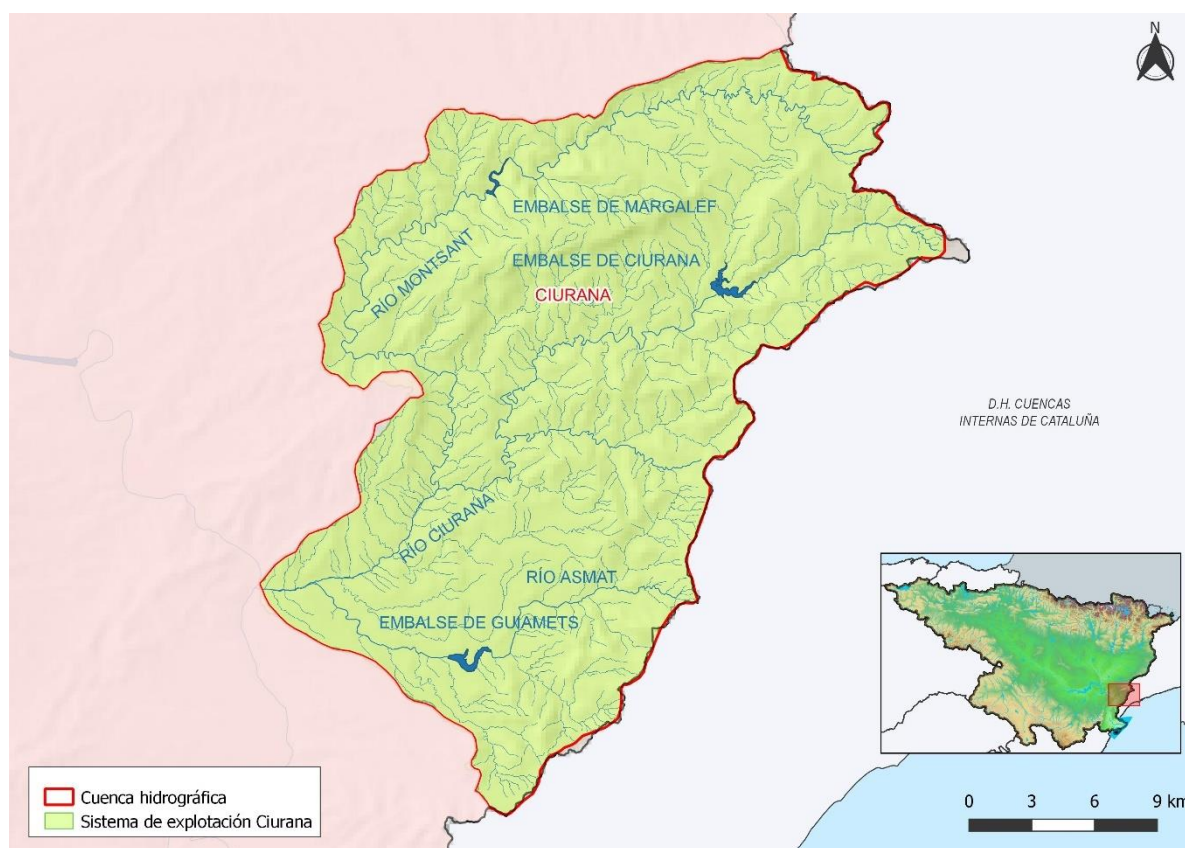 N
EMBALSE DE MARGALEF
RÍO MONTSANT
EMBALSE DE CIURANA
CIURANA
D.H. CUENCAS
INTERNAS DE CATALUÑA
RÍO CIURANA
RÍO ASMAT
EMBALSE DE GUIAMETS
Cuenca hidrográfica
Sistema de explotación Ciurana
0 3 6 9 km